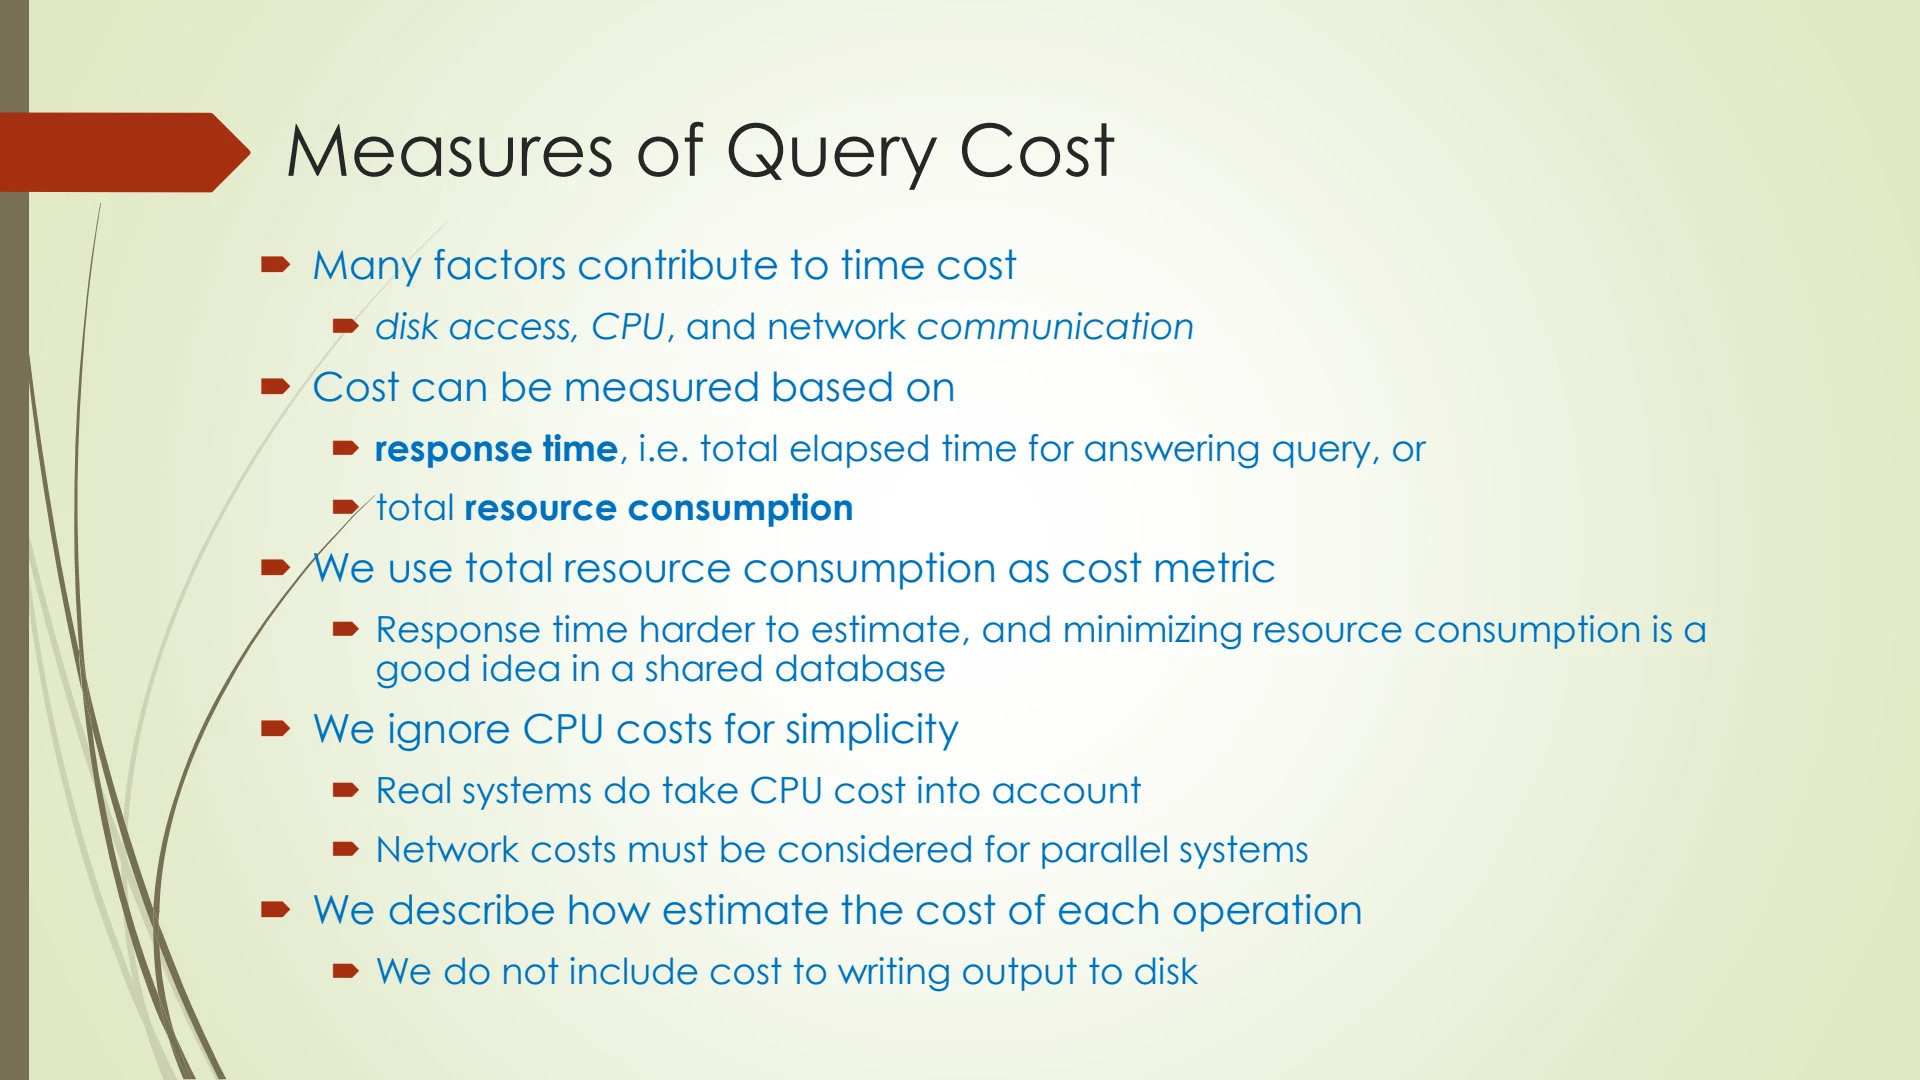 Measures of Query Cost
Many factors contribute to time cost
disk access, CPU, and network communication
Cost can be measured based on
response time, i.e. total elapsed time for answering query, or
total resource consumption
We use total resource consumption as cost metric
Response time harder to estimate, and minimizing resource consumption is a
good idea in a shared database
We ignore CPU costs for simplicity
Real systems do take CPU cost into account
Network costs must be considered for parallel systems
We describe how estimate the cost of each operation
We do not include cost to writing output to disk